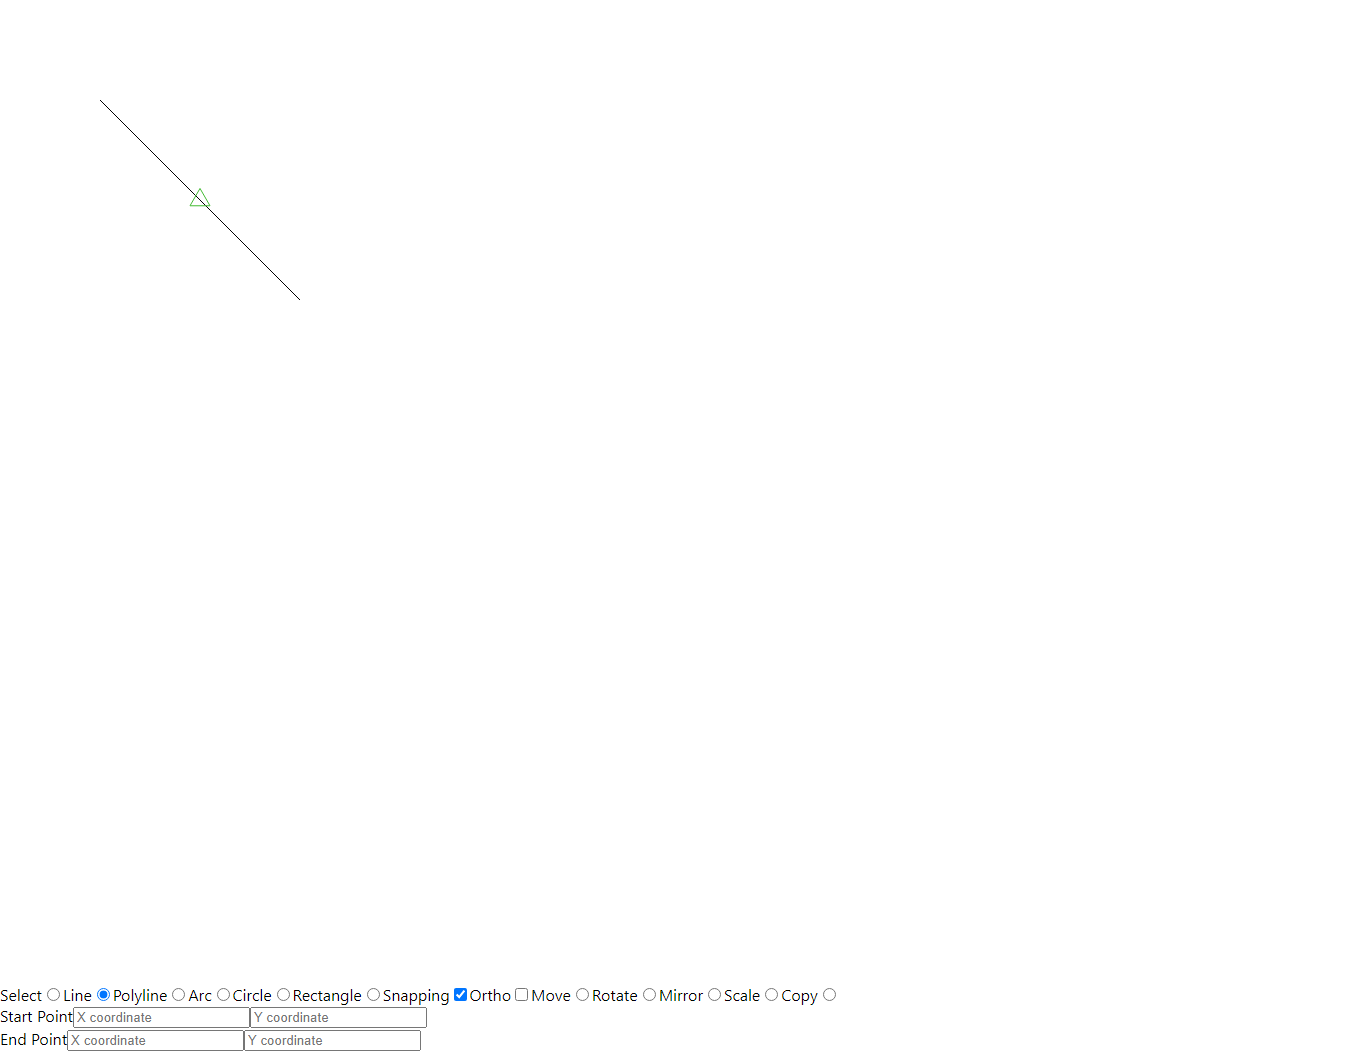 Select Line Polyline Arc Circle Rectangle Snapping Ortho Move Rotate Mirror Scale Copy
Start Point X coordinate Y coordinate
End Point X coordinate Y coordinate